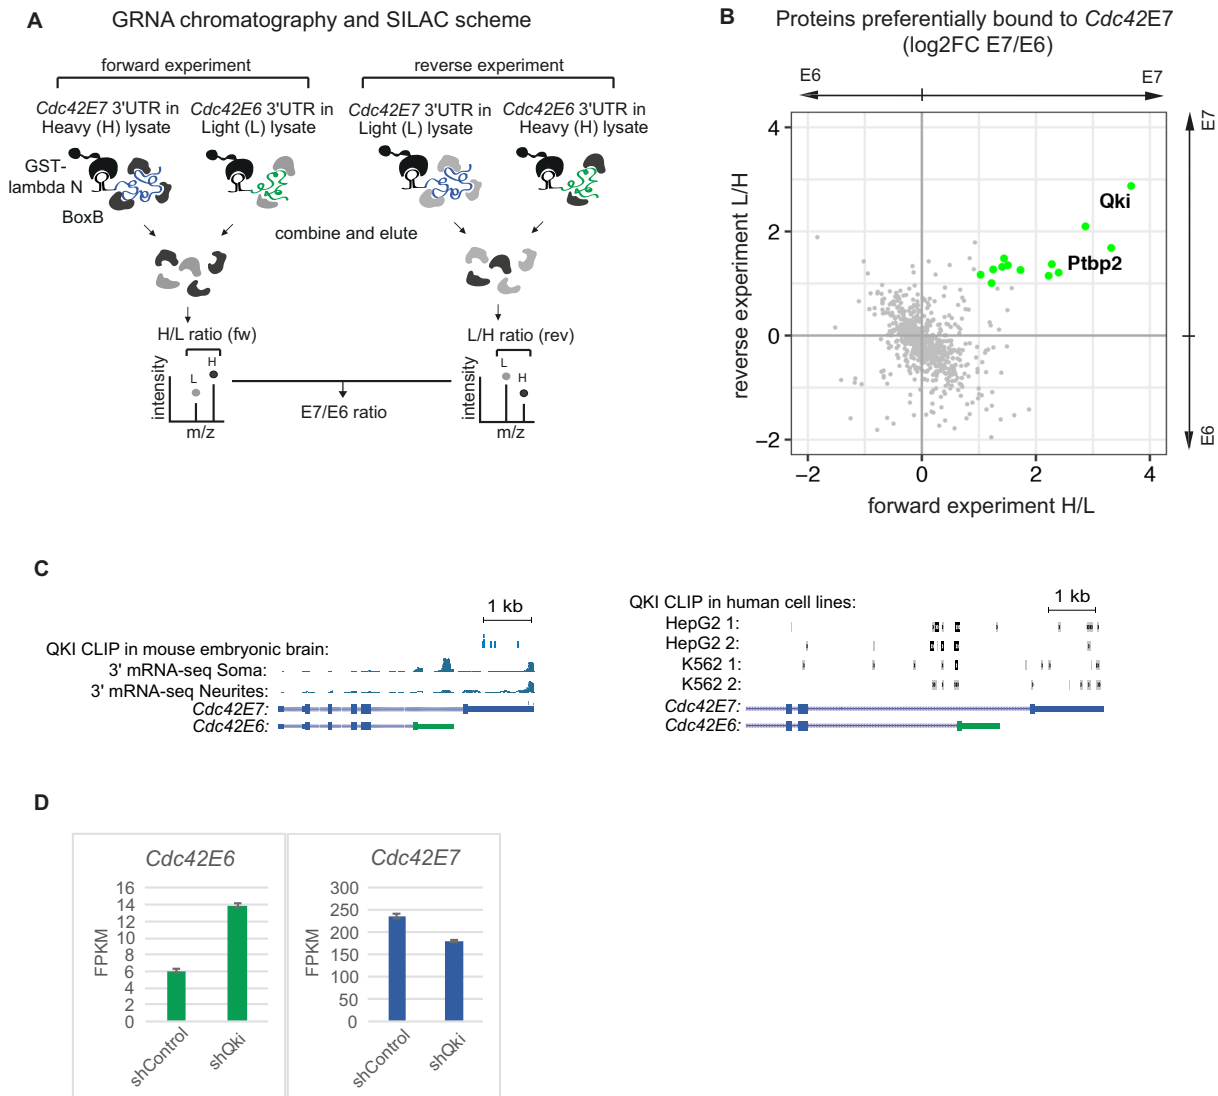 A
GRNA chromatography and SILAC scheme
forward experiment
reverse experiment
Cdc42E7 3'UTR in
Heavy (H) lysate
Cdc42E6 3'UTR in
Light (L) lysate
Cdc42E7 3'UTR in
Light (L) lysate
Cdc42E6 3'UTR in
Heavy (H) lysate
GST-
lambda N
BoxB
combine and elute
H/L ratio (fw)
L/H ratio (rev)
intensity
L
H
m/z
E7/E6 ratio
intensity
L
H
m/z
B
Proteins preferentially bound to Cdc42E7
(log2FC E7/E6)
E6
E7
E7
E6
reverse experiment L/H
4
2
0
−2
Qki
Ptbp2
−2
0
2
4
forward experiment H/L
C
1 kb
QKI CLIP in mouse embryonic brain:
3' mRNA-seq Soma:
3' mRNA-seq Neurites:
Cdc42E7:
Cdc42E6:
QKI CLIP in human cell lines:
1 kb
HepG2 1:
HepG2 2:
K562 1:
K562 2:
Cdc42E7:
Cdc42E6:
D
Cdc42E6
FPKM
16
14
12
10
8
6
4
2
0
shControl
shQki
Cdc42E7
FPKM
300
250
200
150
100
50
0
shControl
shQki